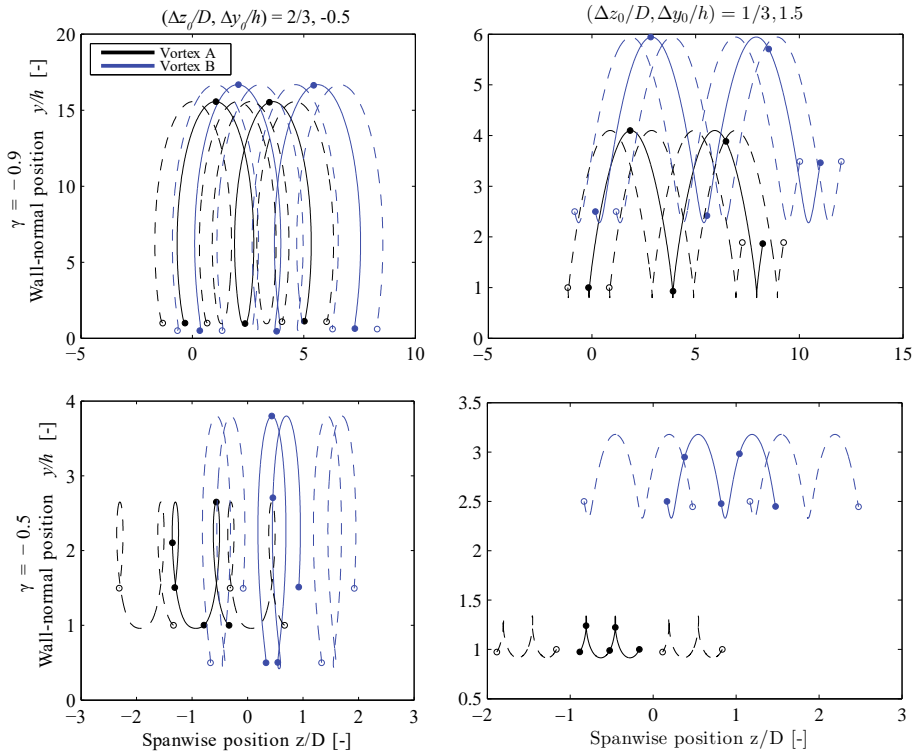 (Δz₀/D, Δy₀/h) = 2/3, -0.5
(Δz₀/D, Δy₀/h) = 1/3, 1.5
Vortex A
Vortex B
γ = − 0.9
Wall-normal position y/h [-]
20
15
10
5
0
−5 0 5 10
6
5
4
3
2
1
0
−5 0 5 10 15
γ = − 0.5
Wall-normal position y/h [-]
4
3
2
1
0
−3 −2 −1 0 1 2 3
Spanwise position z/D [-]
3.5
3
2.5
2
1.5
1
0.5
−2 −1 0 1 2 3
Spanwise position z/D [-]